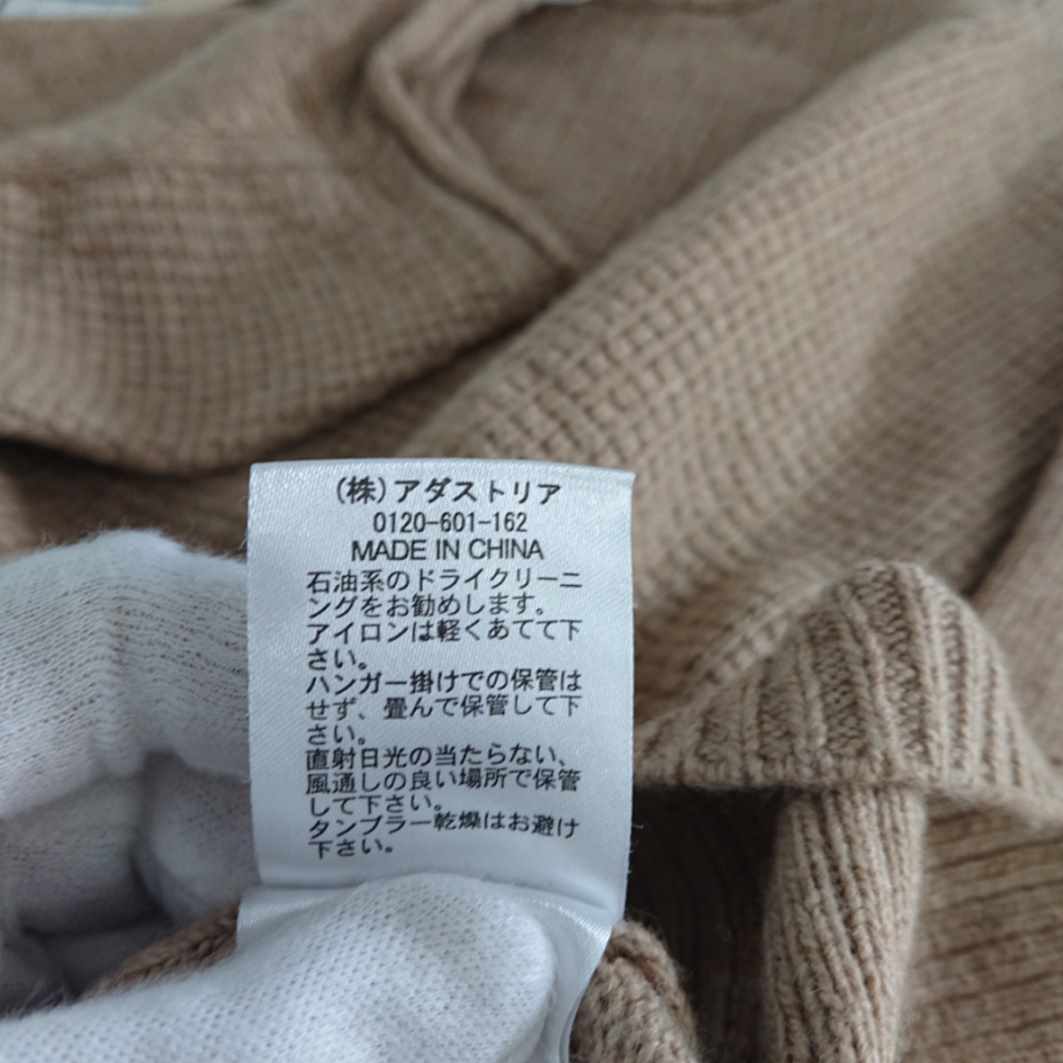 (株)アダストリア
0120-601-162
MADE IN CHINA
石油系のドライクリーニ
ングをお勧めします。
アイロンは軽くあてて下
さい。
ハンガー掛けでの保管は
せず、畳んで保管して下
さい。
直射日光の当たらない、
風通しの良い場所で保管
して下さい。
タンブラー乾燥はお避け
下さい。